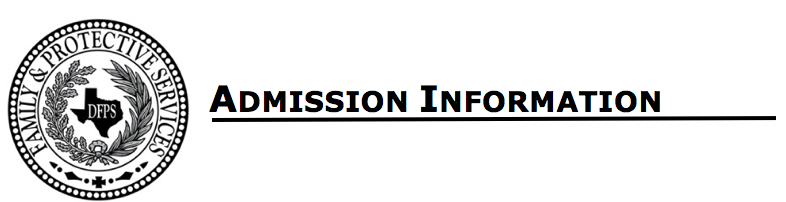 FAMILY & PROTECTIVE SERVICES
DFPS
ADMISSION INFORMATION